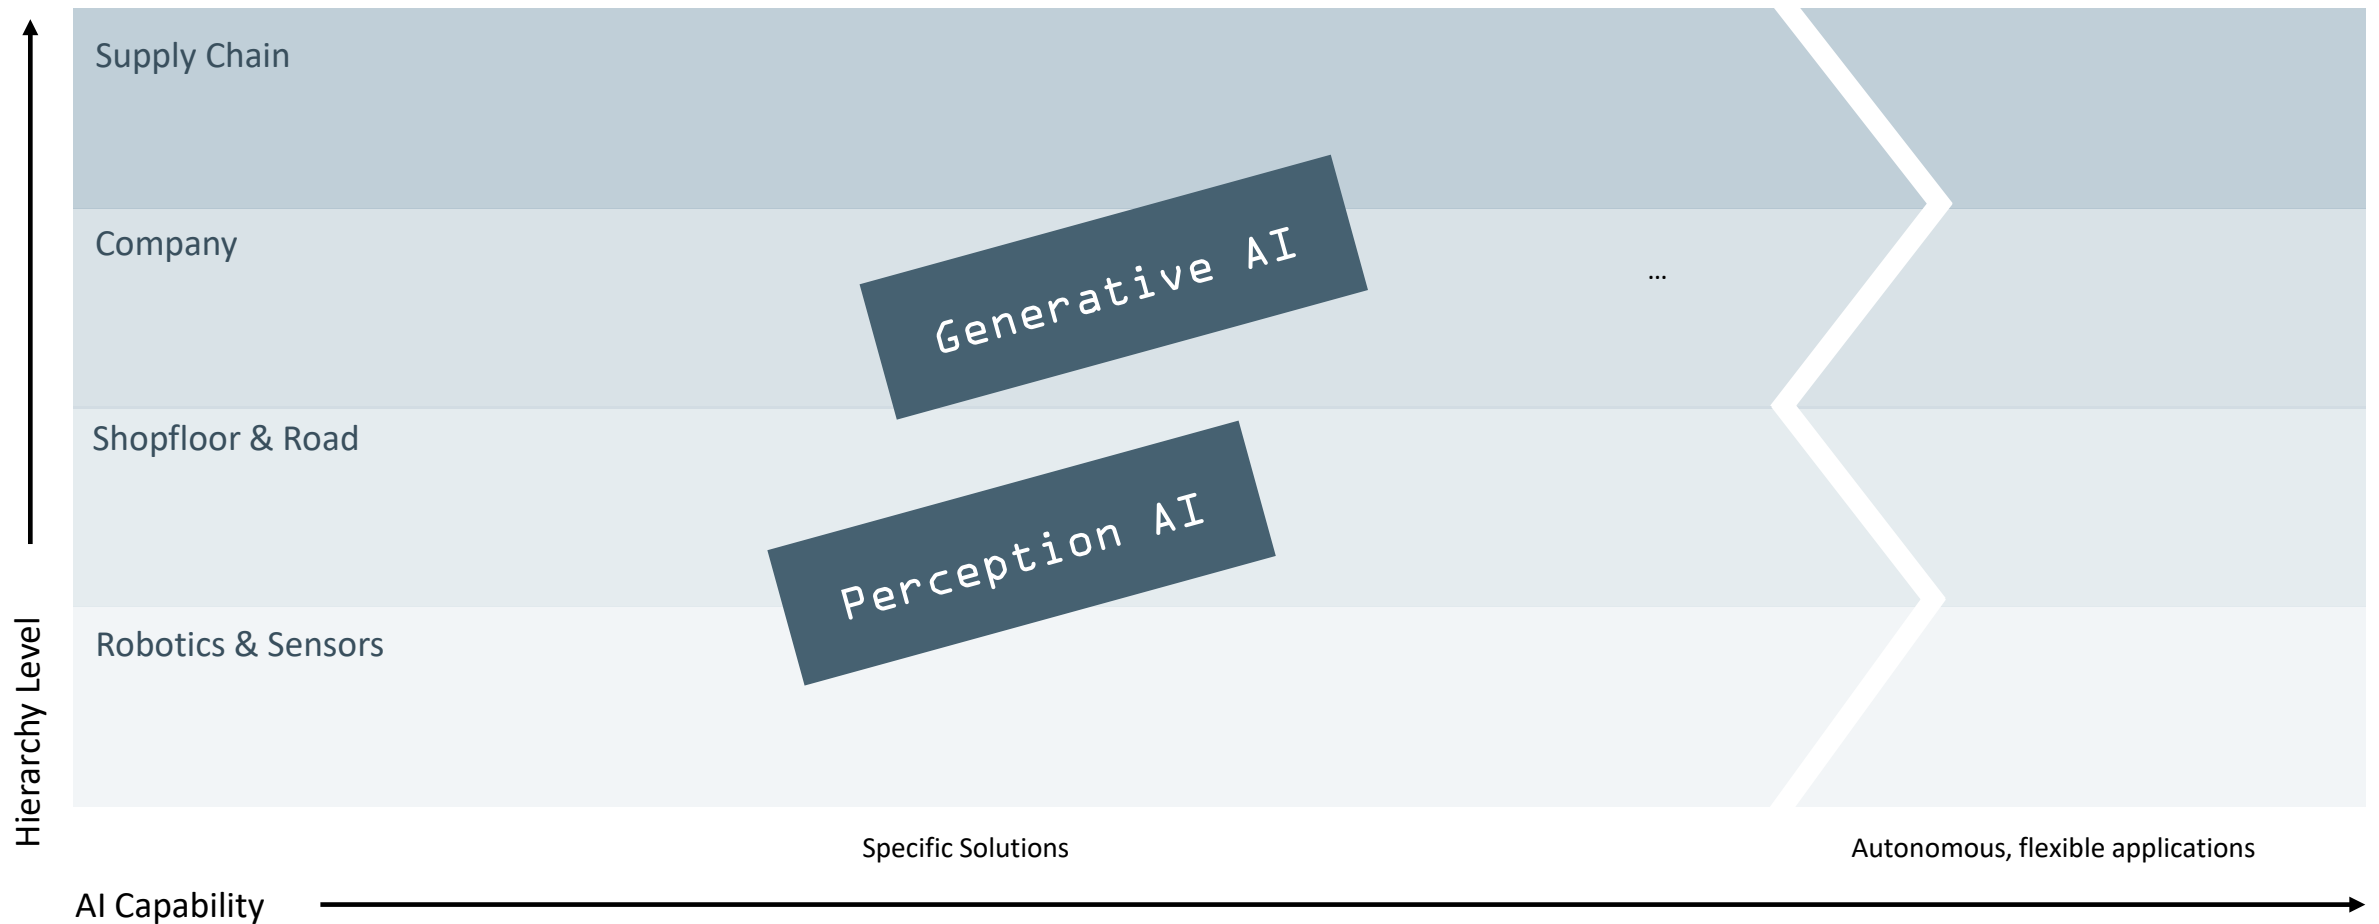 Supply Chain
Company
Generative AI
...
Shopfloor & Road
Perception AI
Robotics & Sensors
Hierarchy Level
Specific Solutions
Autonomous, flexible applications
AI Capability